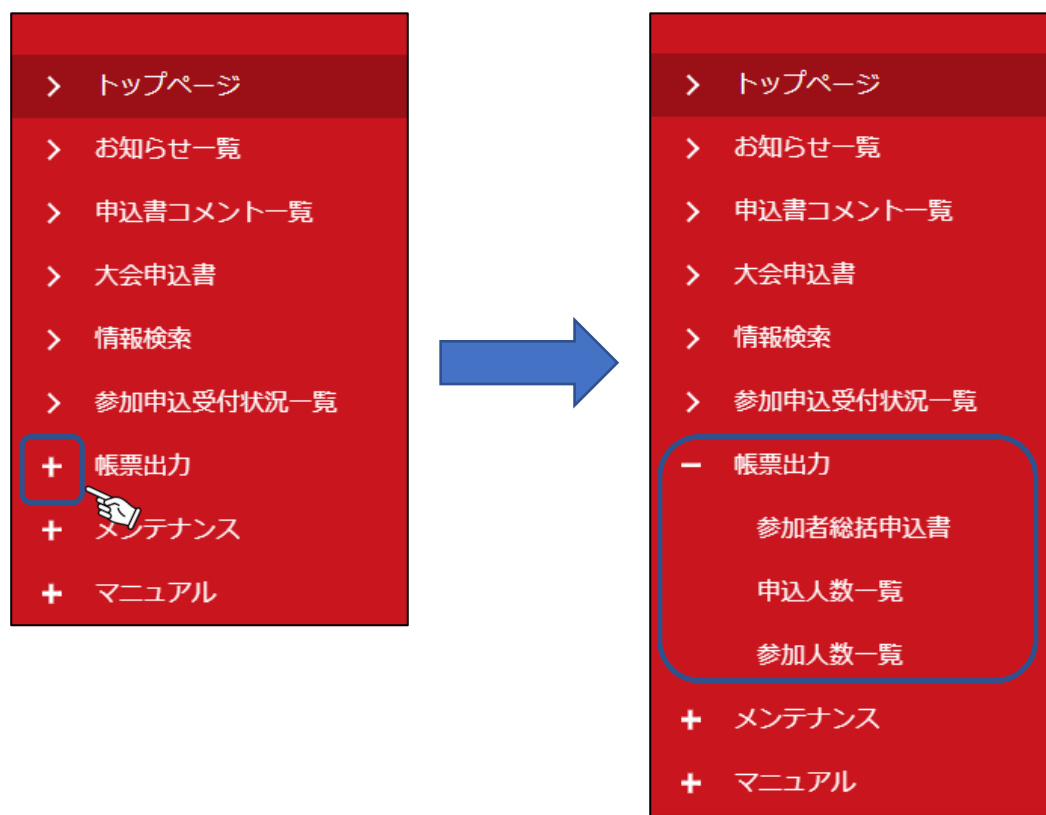 トップページ
お知らせ一覧
申込書コメント一覧
大会申込書
情報検索
参加申込受付状況一覧
帳票出力
メンテナンス
マニュアル
トップページ
お知らせ一覧
申込書コメント一覧
大会申込書
情報検索
参加申込受付状況一覧
帳票出力
参加者総括申込書
申込人数一覧
参加人数一覧
メンテナンス
マニュアル